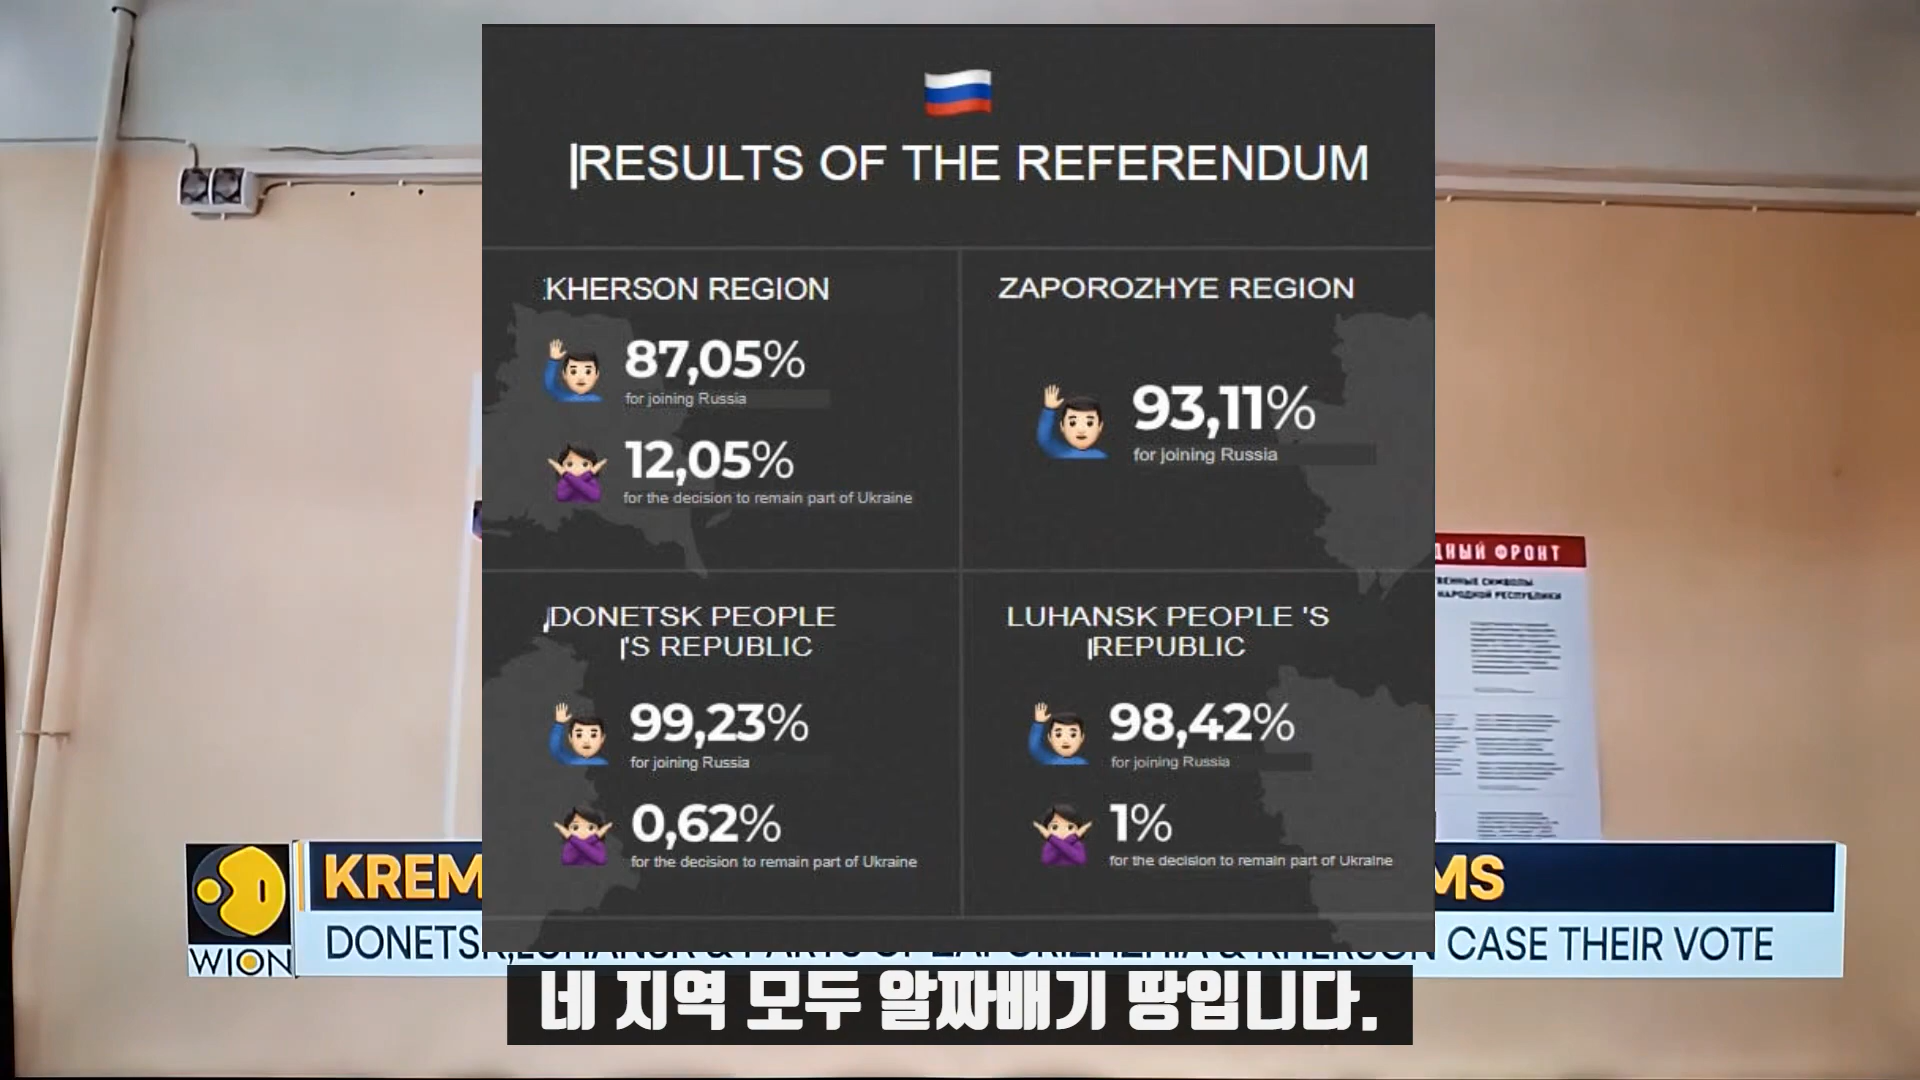 RESULTS OF THE REFERENDUM
KHERSON REGION
87,05%
for joining Russia
12,05%
for the decision to remain part of Ukraine
ZAPOROZHYE REGION
93,11%
for joining Russia
DONETSK PEOPLE
'S REPUBLIC
99,23%
for joining Russia
0,62%
for the decision to remain part of Ukraine
LUHANSK PEOPLE 'S
REPUBLIC
98,42%
for joining Russia
1%
for the decision to remain part of Ukraine
ФРОНТ
НАРОДНОЙ РЕСПУБЛИКИ
WION
CASE THEIR VOTE
네 지역 모두 알짜배기 땅입니다.